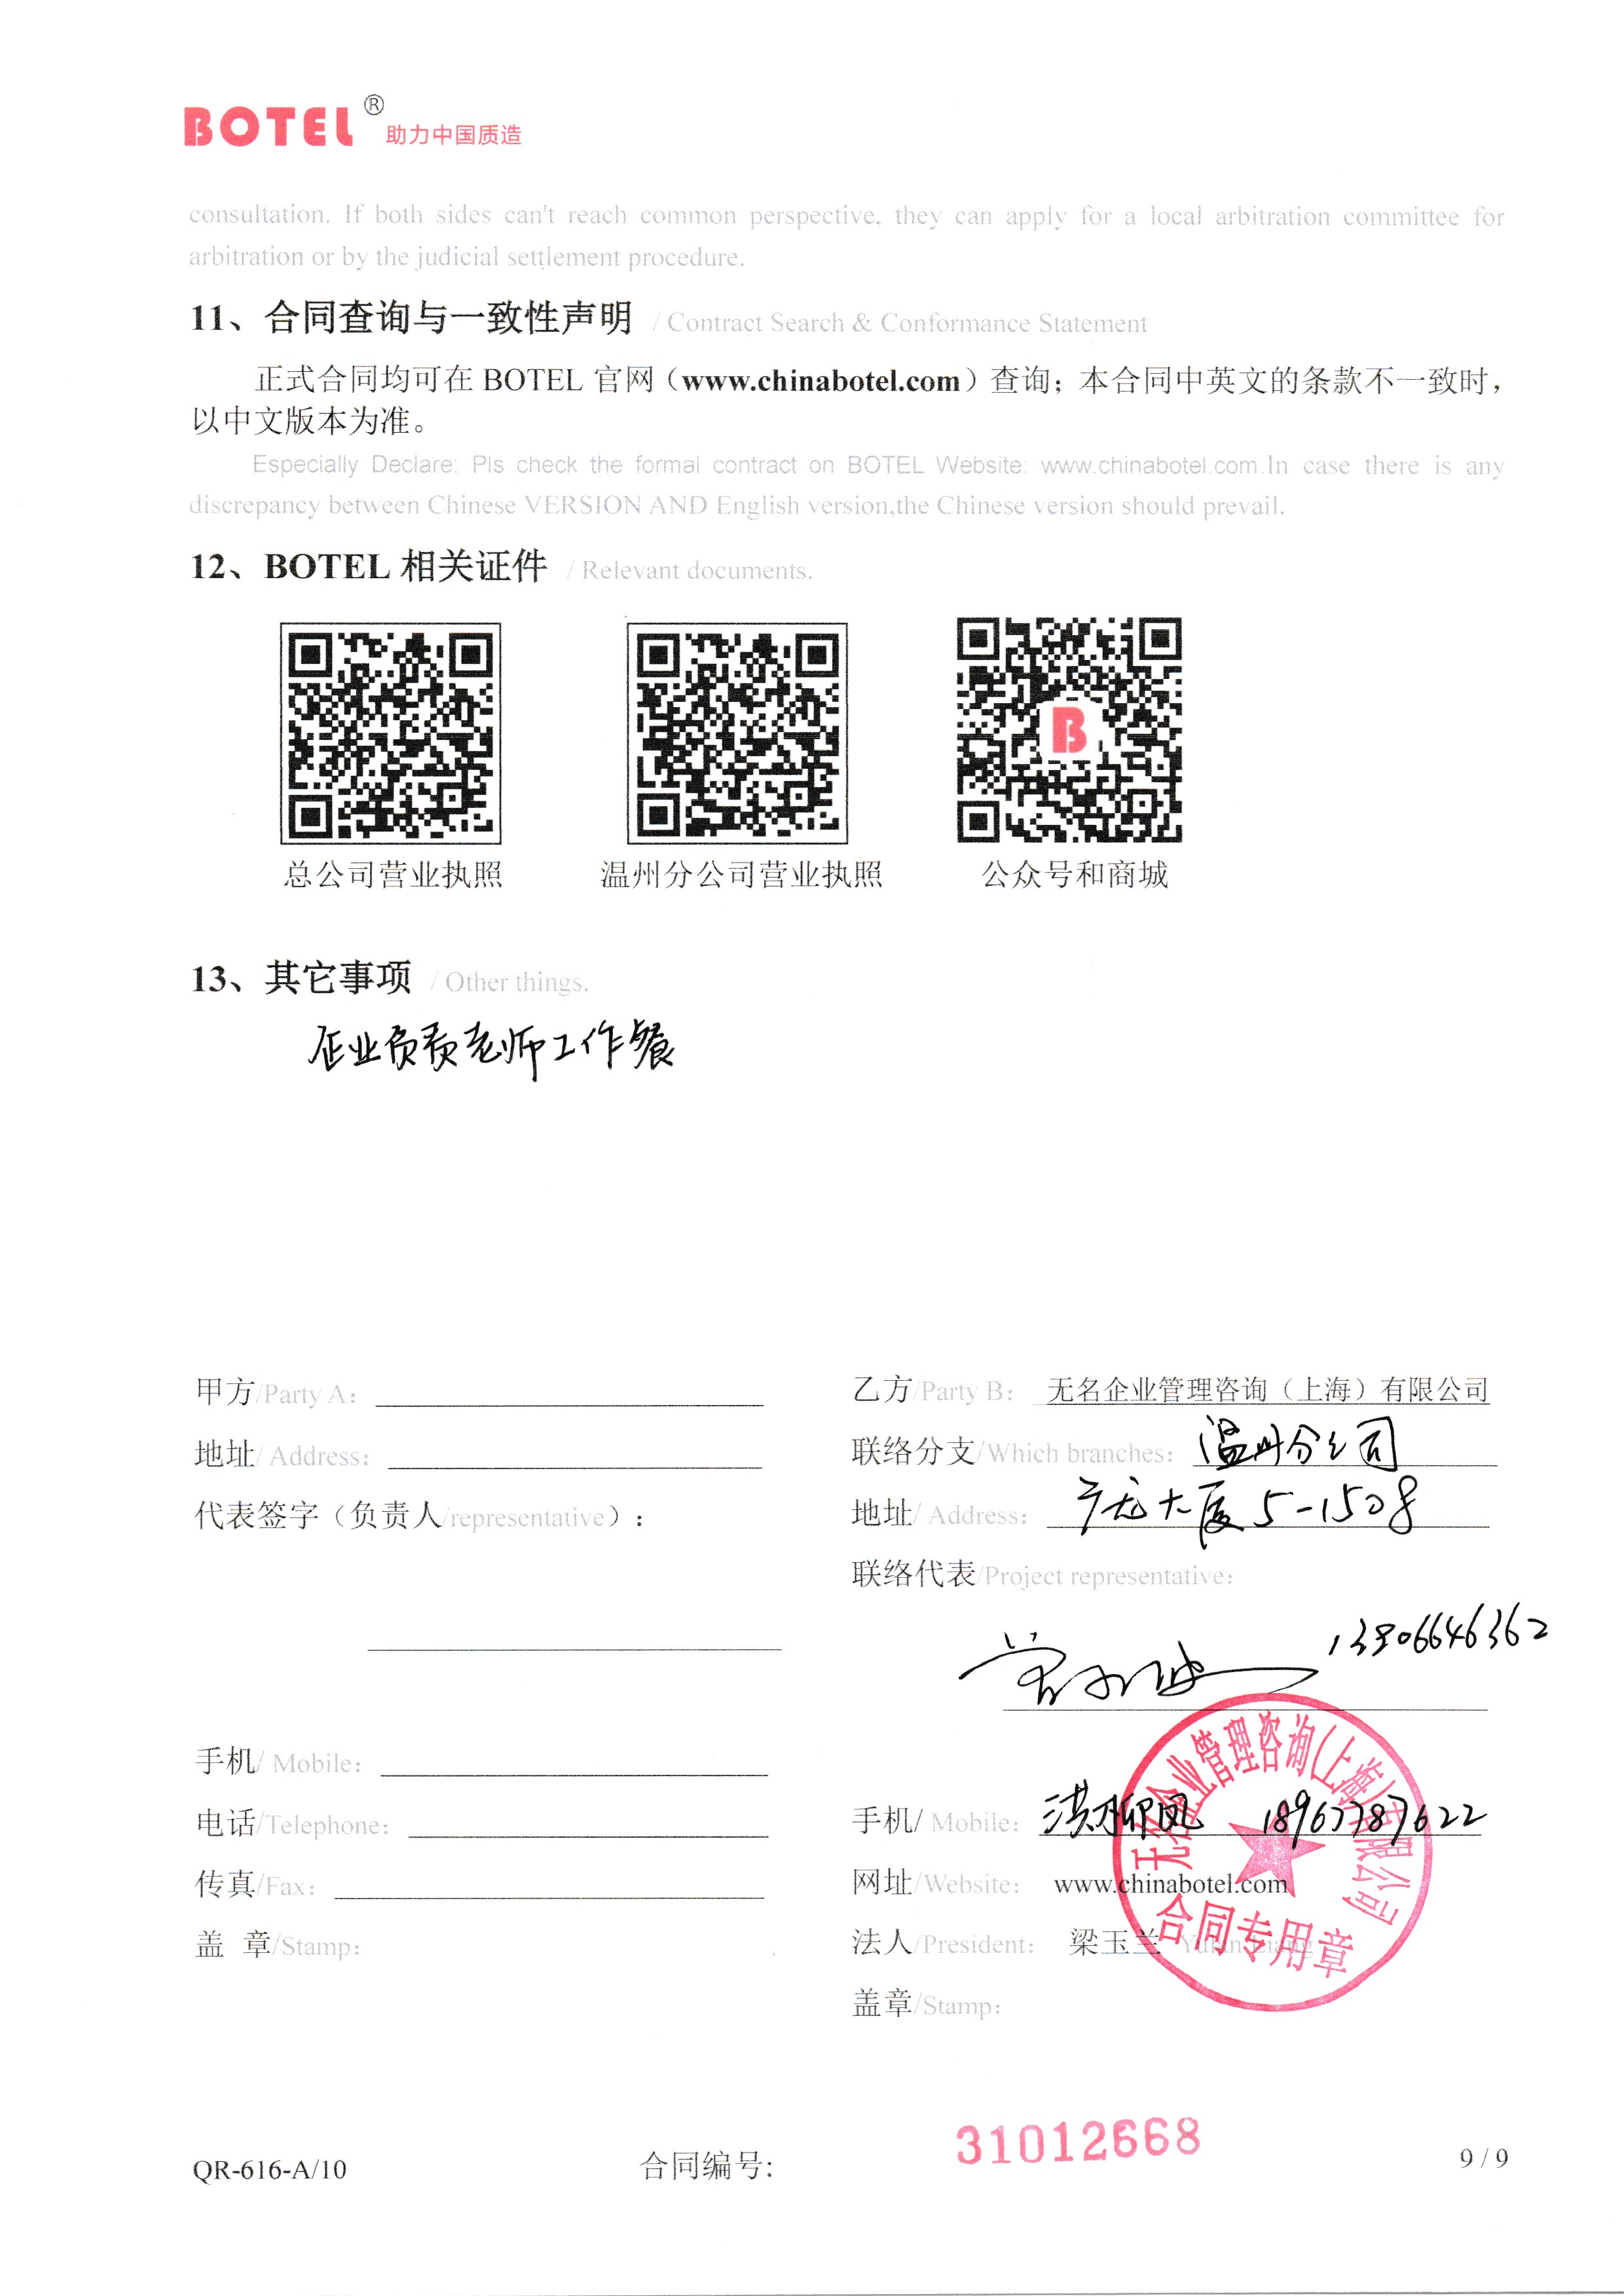 BOTEL® 助力中国质造
consultation. If both sides can't reach common perspective, they can apply for a local arbitration committee for
arbitration or by the judicial settlement procedure.
11、合同查询与一致性声明 / Contract Search & Conformance Statement
正式合同均可在 BOTEL 官网（www.chinabotel.com）查询；本合同中英文的条款不一致时，
以中文版本为准。
Especially Declare: Pls check the formal contract on BOTEL Website: www.chinabotel.com.In case there is any
discrepancy between Chinese VERSION AND English version,the Chinese version should prevail.
12、BOTEL 相关证件 / Relevant documents.
B
总公司营业执照 温州分公司营业执照 公众号和商城
13、其它事项 / Other things.
企业负责老师工作餐
甲方/Party A:
地址/ Address:
代表签字（负责人/representative）:
手机/ Mobile:
电话/Telephone:
传真/Fax:
盖 章/Stamp:
乙方/Party B: 无名企业管理咨询（上海）有限公司
联络分支/Which branches: 温州分公司
地址/ Address: 大厦5-1508
联络代表/Project representative:
13806646362
手机/ Mobile: 18967787622
网址/Website: www.chinabotel.com
法人/President: 梁玉兰 Yulan Liang
盖章/Stamp:
无名企业管理咨询(上海)有限公司
合同专用章
QR-616-A/10 合同编号: 31012668 9 / 9